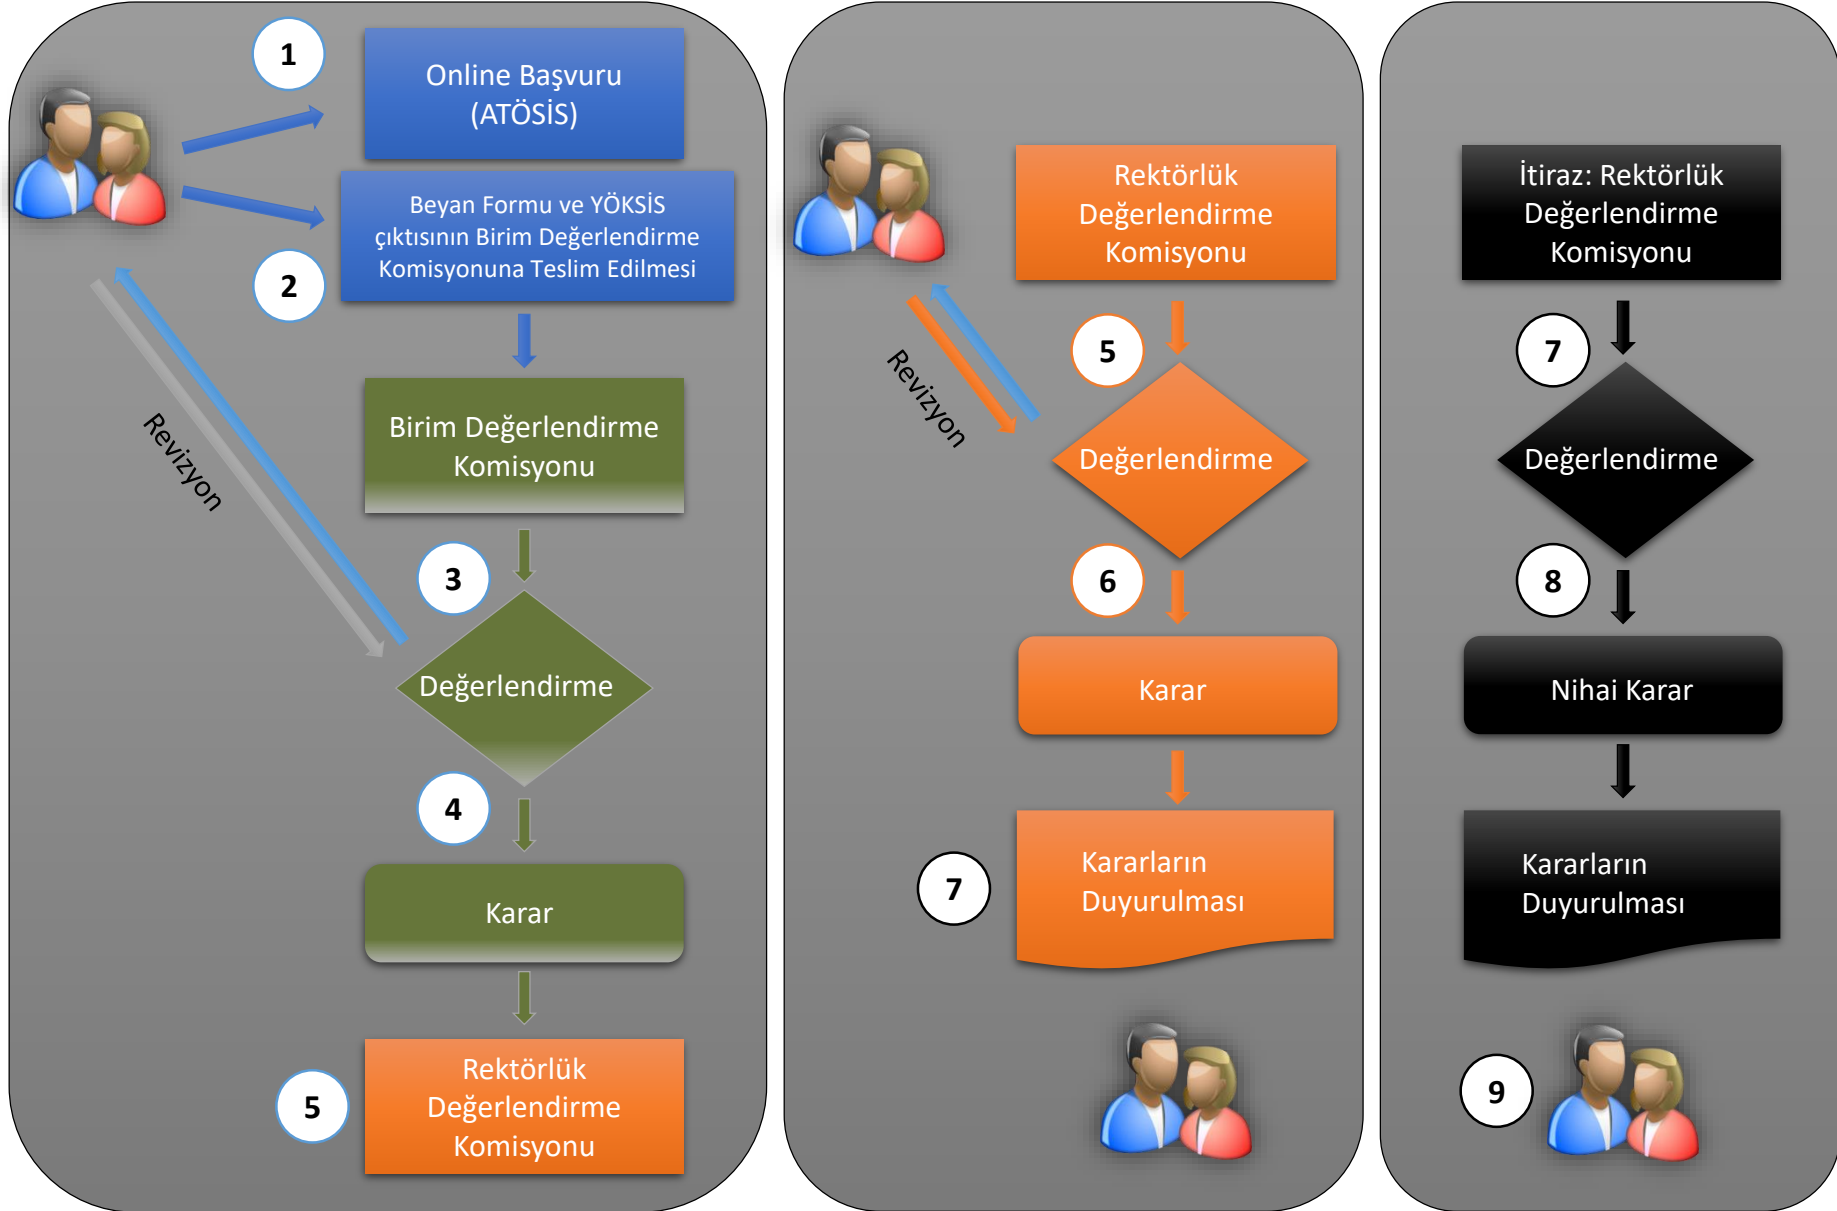 1
Online Başvuru
(ATÖSİS)
2
Beyan Formu ve YÖKSİS
çıktısının Birim Değerlendirme
Komisyonuna Teslim Edilmesi
Birim Değerlendirme
Komisyonu
Revizyon
3
Değerlendirme
4
Karar
5
Rektörlük
Değerlendirme
Komisyonu
Rektörlük
Değerlendirme
Komisyonu
Revizyon
5
Değerlendirme
6
Karar
7
Kararların
Duyurulması
İtiraz: Rektörlük
Değerlendirme
Komisyonu
7
Değerlendirme
8
Nihai Karar
Kararların
Duyurulması
9